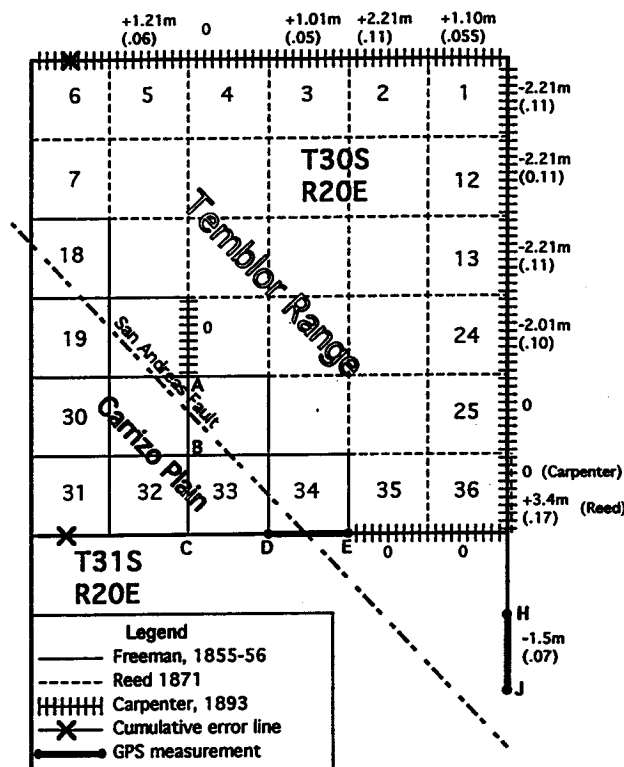 +1.21m 0 +1.01m +2.21m +1.10m
(.06) (.05) (.11) (.055)
6 5 4 3 2 1 -2.21m
(.11)
T30S
R20E
7 12 -2.21m
(0.11)
Temblor Range
18 13 -2.21m
(.11)
San Andreas Fault
19 0 24 -2.01m
(.10)
A
Carrizo Plain
30 25 0
B
0 (Carpenter)
31 32 33 34 35 36 +3.4m (Reed)
(.17)
C D E 0 0
T31S
R20E
H
-1.5m
(.07)
J
Legend
Freeman, 1855-56
Reed 1871
Carpenter, 1893
Cumulative error line
GPS measurement